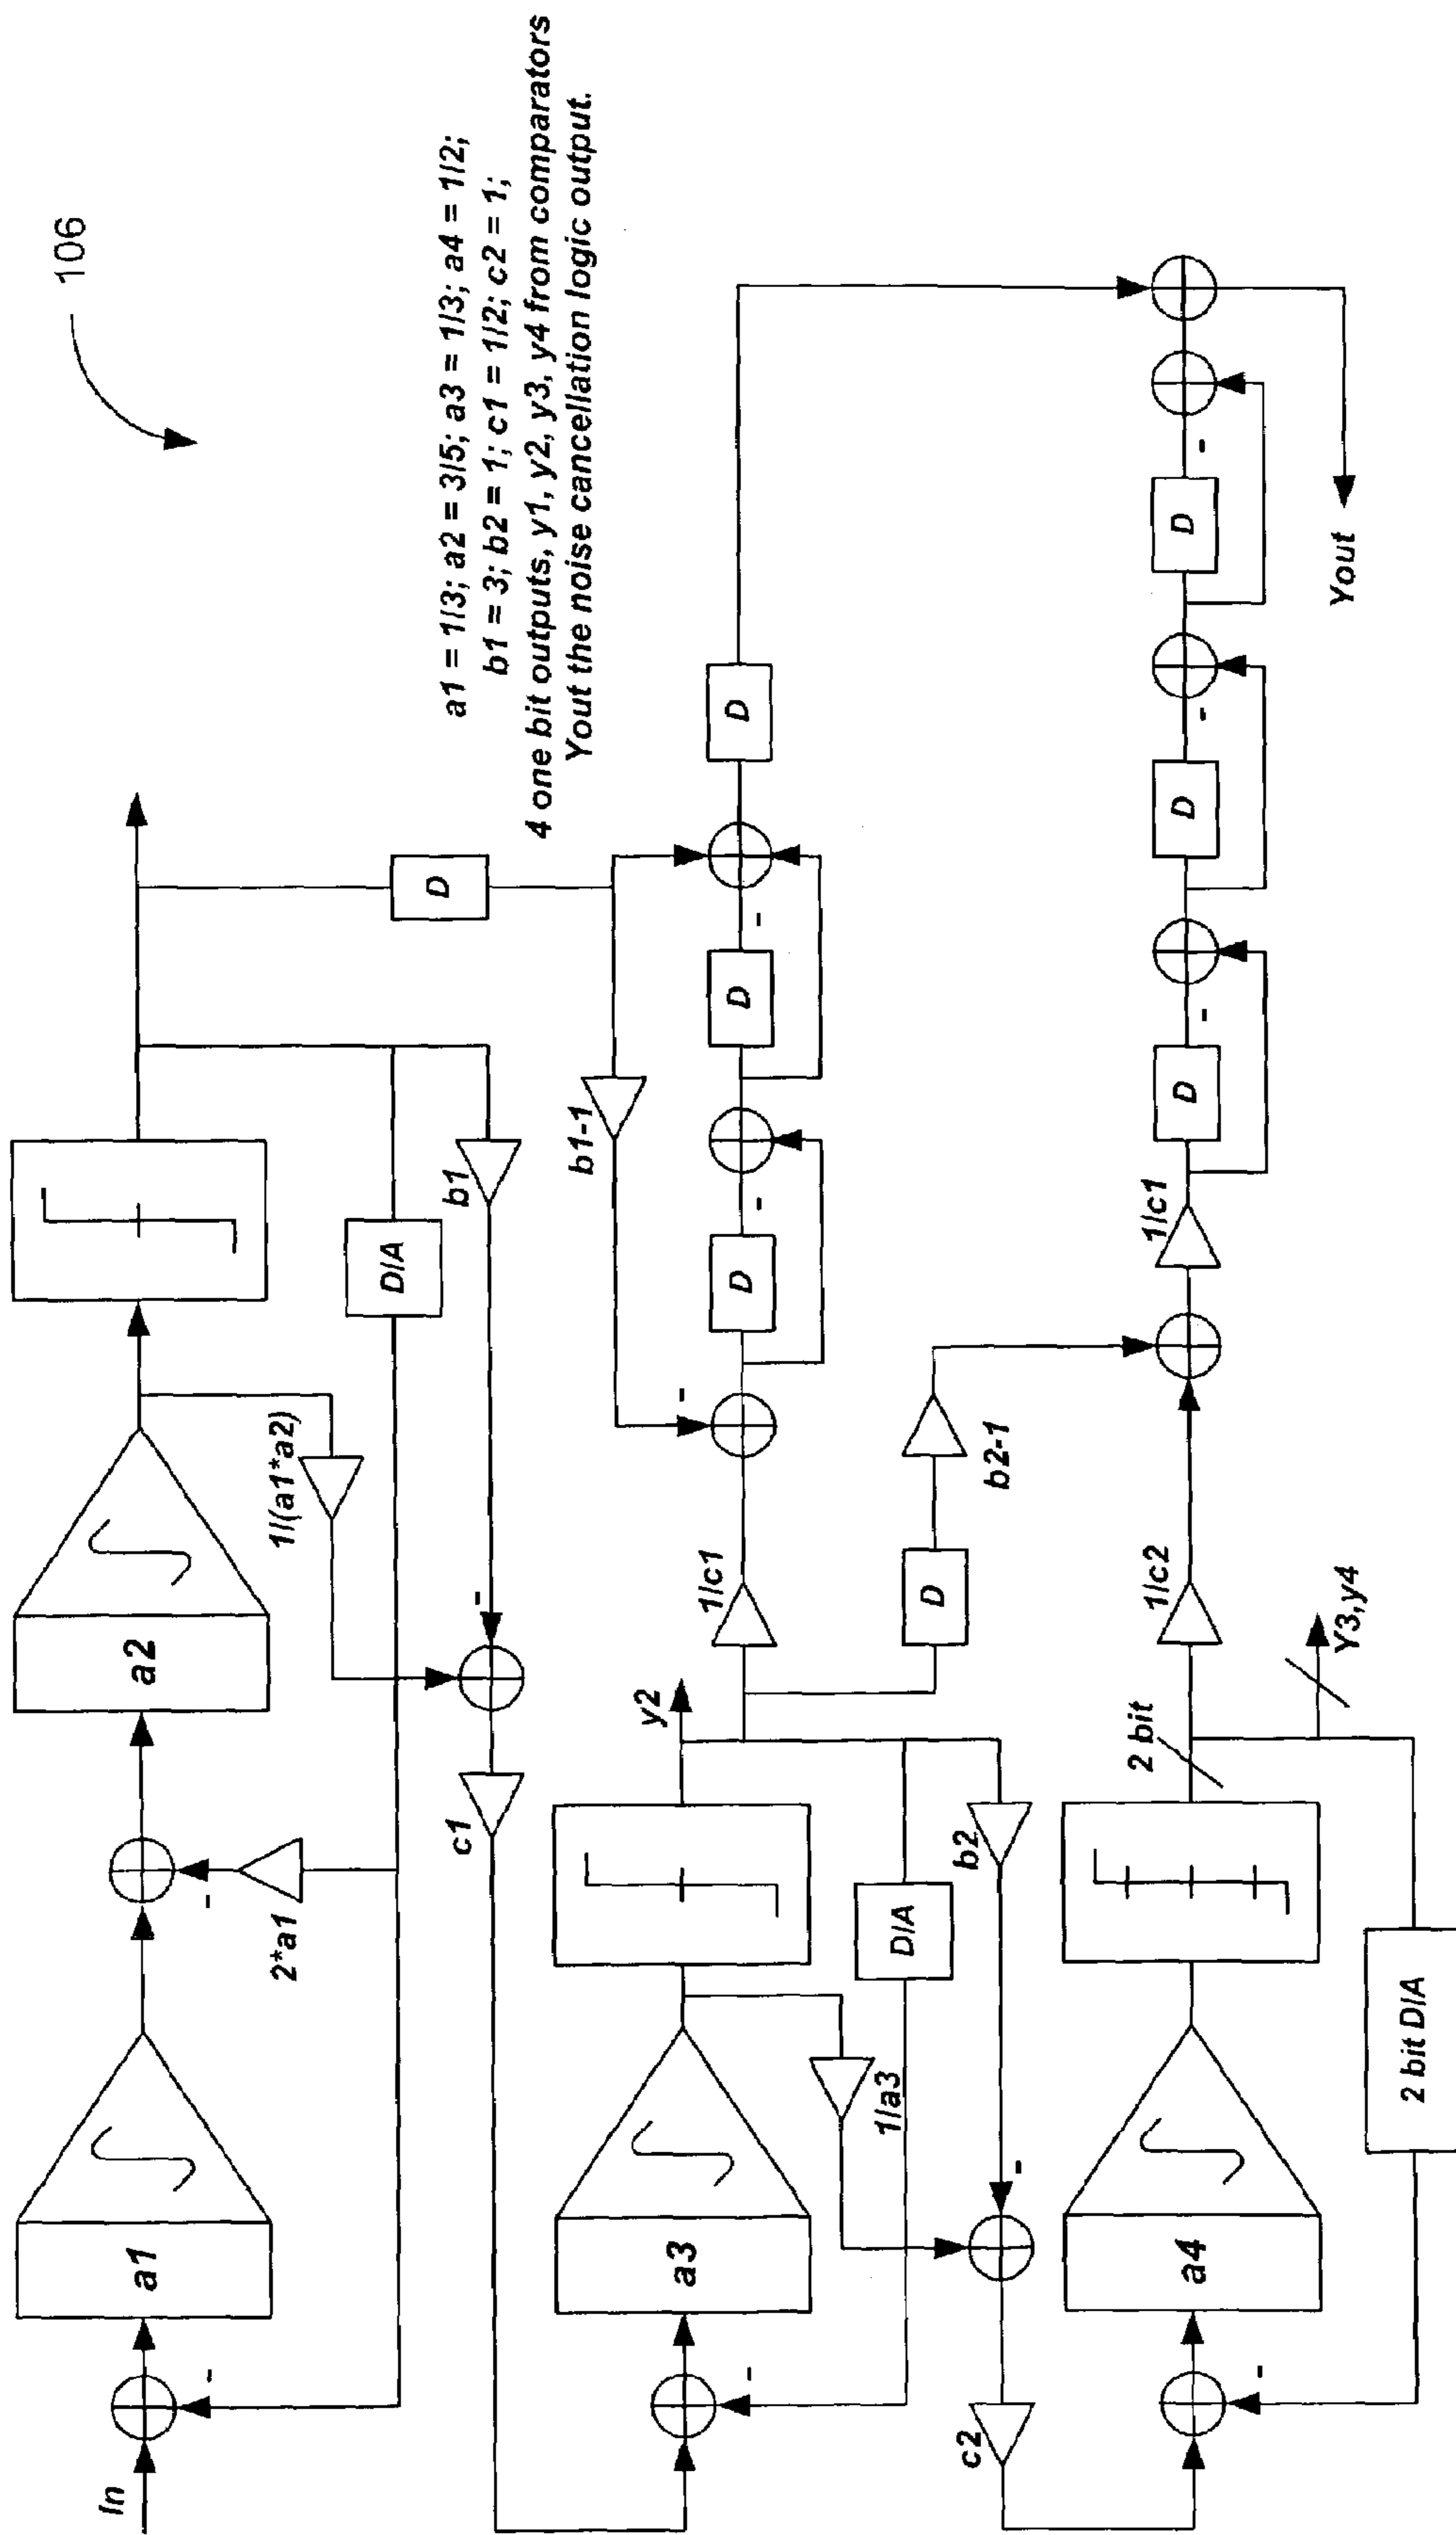 106
a1 = 1/3; a2 = 3/5; a3 = 1/3; a4 = 1/2;
b1 = 3; b2 = 1; c1 = 1/2; c2 = 1;
4 one bit outputs, y1, y2, y3, y4 from comparators
Yout the noise cancellation logic output.
In
-
a1
-
2*a1
a2
1/(a1*a2)
D/A
b1
-
c1
D
b1-1
-
-
a3
1/a3
D/A
y2
b2
-
c2
1/c1
D
-
D
-
D
D
b2-1
-
a4
2 bit D/A
2 bit
Y3,y4
1/c2
1/c1
D
-
D
-
D
-
Yout